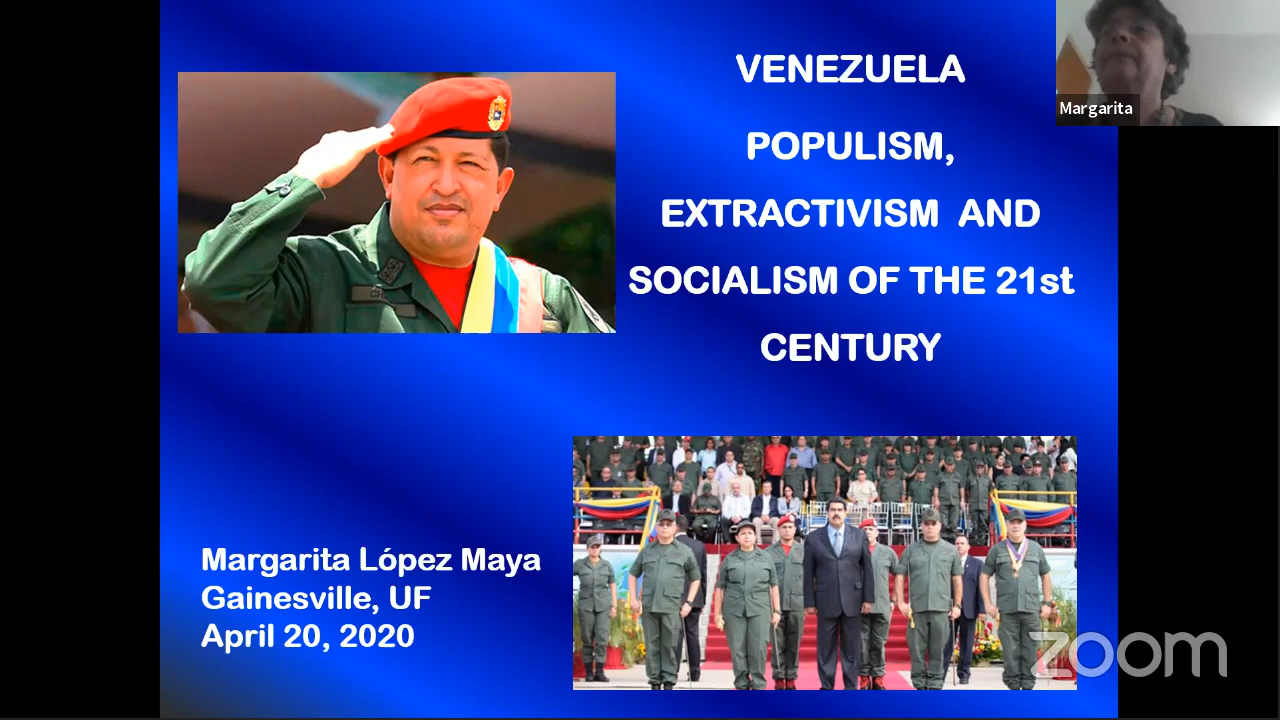 VENEZUELA
Margarita
POPULISM,
EXTRACTIVISM AND
SOCIALISM OF THE 21st
CENTURY
Margarita López Maya
Gainesville, UF
April 20, 2020
zoom